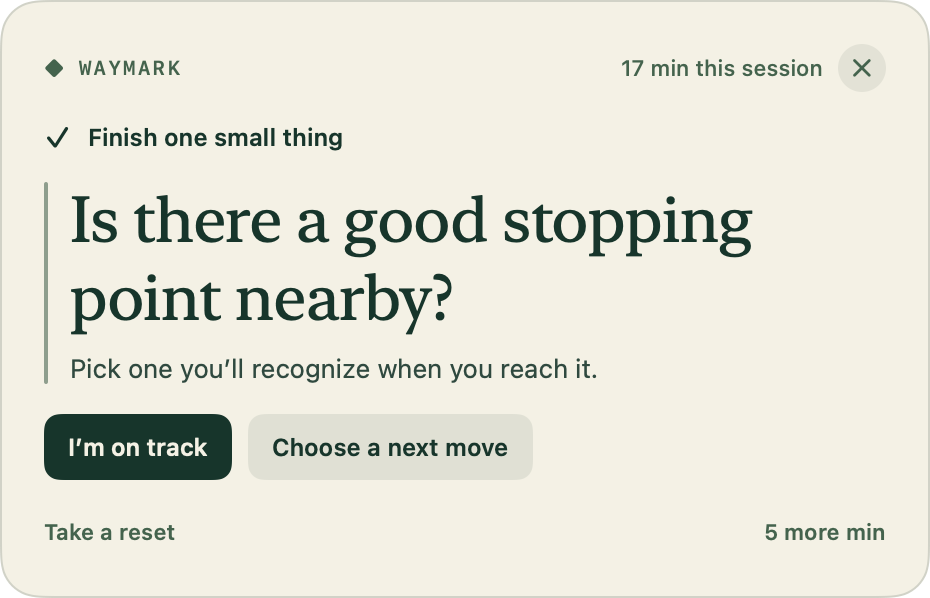 WAYMARK
17 min this session
Finish one small thing
Is there a good stopping
point nearby?
Pick one you’ll recognize when you reach it.
I’m on track
Choose a next move
Take a reset
5 more min